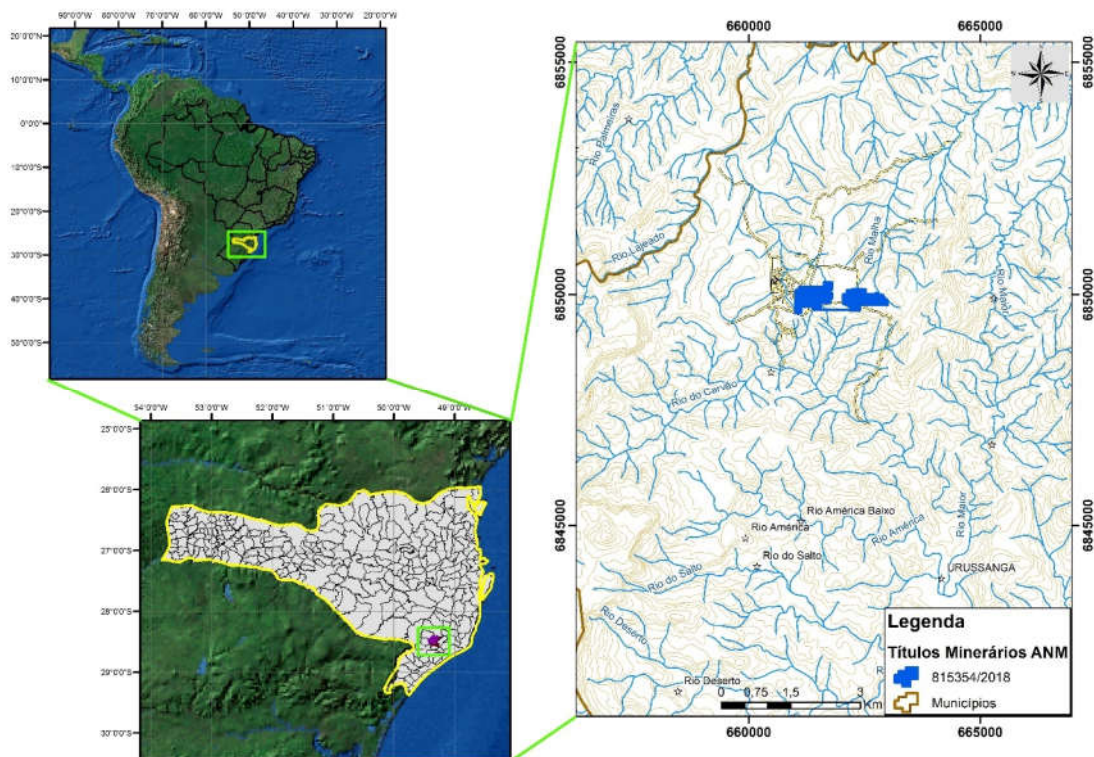 90°0'0"W 80°0'0"W 70°0'0"W 60°0'0"W 50°0'0"W 40°0'0"W 30°0'0"W 20°0'0"W
20°0'0"N
10°0'0"N
0°0'0"
10°0'0"S
20°0'0"S
30°0'0"S
40°0'0"S
50°0'0"S
54°0'0"W 53°0'0"W 52°0'0"W 51°0'0"W 50°0'0"W 49°0'0"W
25°0'0"S
26°0'0"S
27°0'0"S
28°0'0"S
29°0'0"S
30°0'0"S
660000 665000
6855000 6855000
Rio Palmeiras
Rio Lajeado
Rio Malha
Rio Maior
6850000 6850000
Rio do Carvão
Rio América Baixo
Rio América
Rio América
Rio Maior
6845000 6845000
Rio do Salto
Rio do Salto
URUSSANGA
Rio Deserto
Rio Deserto
Legenda
Títulos Minerários ANM
815354/2018
Municípios
0 0,75 1,5 3
Km
660000 665000